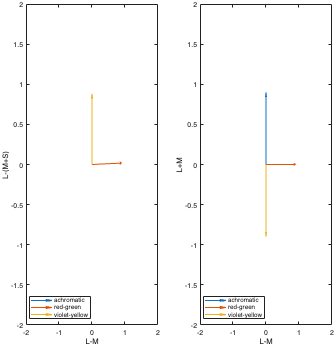 2
1.5
1
0.5
0
-0.5
-1
-1.5
-2
L-(M+S)
achromatic
red-green
violet-yellow
-2
-1
0
1
2
L-M
2
1.5
1
0.5
0
-0.5
-1
-1.5
-2
L+M
achromatic
red-green
violet-yellow
-2
-1
0
1
2
L-M